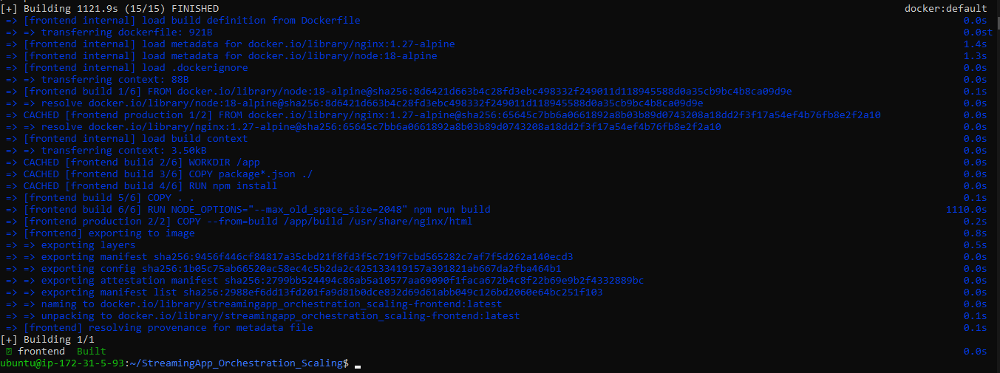 [+] Building 1121.9s (15/15) FINISHED docker:default
=> [frontend internal] load build definition from Dockerfile 0.0s
=> => transferring dockerfile: 921B 0.0st
=> [frontend internal] load metadata for docker.io/library/nginx:1.27-alpine 1.4s
=> [frontend internal] load metadata for docker.io/library/node:18-alpine 1.3s
=> [frontend internal] load .dockerignore 0.0s
=> => transferring context: 88B 0.0s
=> [frontend build 1/6] FROM docker.io/library/node:18-alpine@sha256:8d6421d663b4c28fd3ebc498332f249011d118945588d0a35cb9bc4b8ca09d9e 0.1s
=> => resolve docker.io/library/node:18-alpine@sha256:8d6421d663b4c28fd3ebc498332f249011d118945588d0a35cb9bc4b8ca09d9e 0.0s
=> CACHED [frontend production 1/2] FROM docker.io/library/nginx:1.27-alpine@sha256:65645c7bb6a0661892a8b03b89d0743208a18dd2f3f17a54ef4b76fb8e2f2a10 0.0s
=> => resolve docker.io/library/nginx:1.27-alpine@sha256:65645c7bb6a0661892a8b03b89d0743208a18dd2f3f17a54ef4b76fb8e2f2a10 0.0s
=> [frontend internal] load build context 0.0s
=> => transferring context: 3.50kB 0.0s
=> CACHED [frontend build 2/6] WORKDIR /app 0.0s
=> CACHED [frontend build 3/6] COPY package*.json ./ 0.0s
=> CACHED [frontend build 4/6] RUN npm install 0.0s
=> [frontend build 5/6] COPY . . 0.1s
=> [frontend build 6/6] RUN NODE_OPTIONS="--max_old_space_size=2048" npm run build 1110.0s
=> [frontend production 2/2] COPY --from=build /app/build /usr/share/nginx/html 0.2s
=> [frontend] exporting to image 0.8s
=> => exporting layers 0.5s
=> => exporting manifest sha256:9456f446cf84817a35cbd21f8fd3f5c719f7cbd565282c7af7f5d262a140ecd3 0.0s
=> => exporting config sha256:1b05c75ab66520ac58ec4c5b2da2c425133419157a391821ab667da2fba464b1 0.0s
=> => exporting attestation manifest sha256:2799bb524494c86ab5a10577aa69090f1faca672b4c8f22b69e9b2f4332889bc 0.0s
=> => exporting manifest list sha256:2988ef6dd13fd201fa9d81b0dce832d69d61abb049c126bd2060e64bc251f103 0.0s
=> => naming to docker.io/library/streamingapp_orchestration_scaling-frontend:latest 0.0s
=> => unpacking to docker.io/library/streamingapp_orchestration_scaling-frontend:latest 0.1s
=> [frontend] resolving provenance for metadata file 0.1s
[+] Building 1/1
frontend Built 0.0s
ubuntu@ip-172-31-5-93:~/StreamingApp_Orchestration_Scaling$